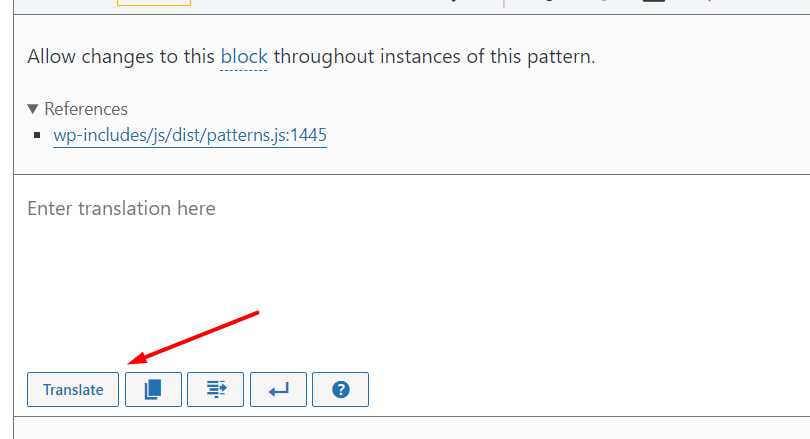 Allow changes to this block throughout instances of this pattern.
References
wp-includes/js/dist/patterns.js:1445
Enter translation here
Translate